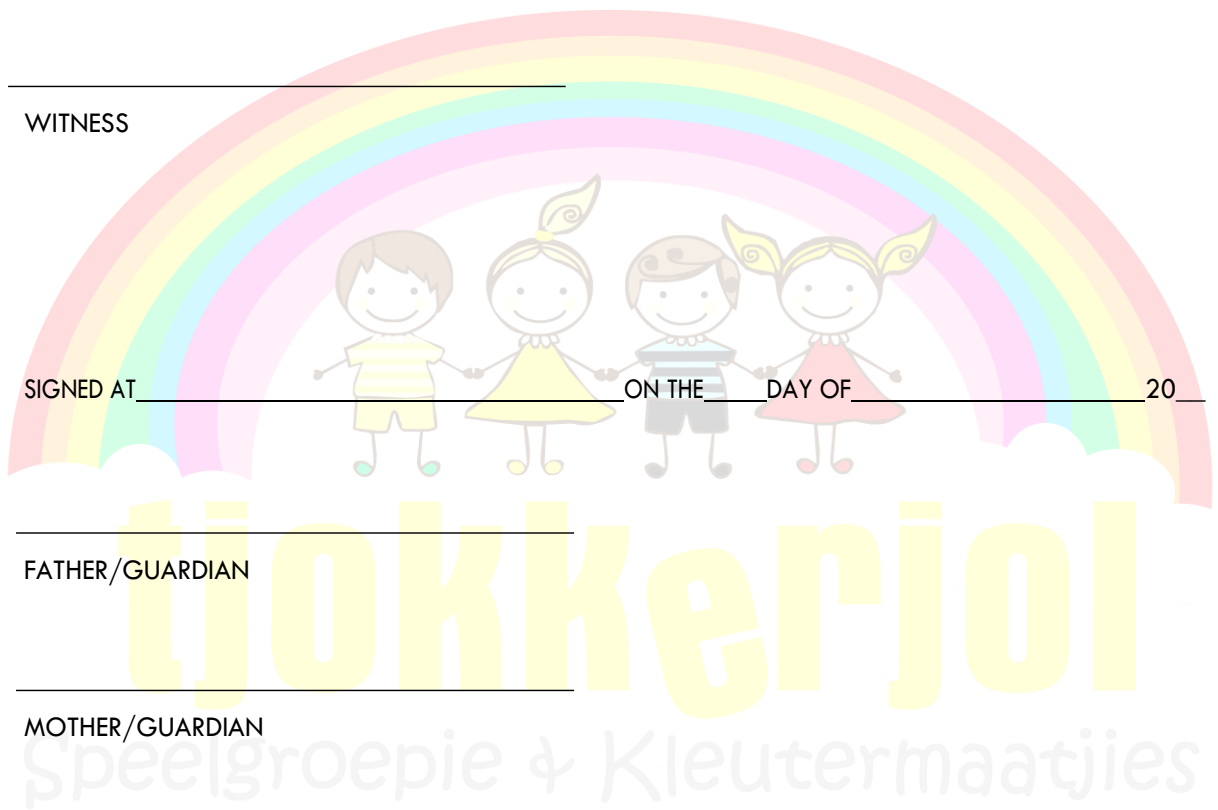 WITNESS
SIGNED AT ON THE DAY OF 20
FATHER/GUARDIAN
tjokkerjol
MOTHER/GUARDIAN
Speelgroepie & Kleutermaatjies